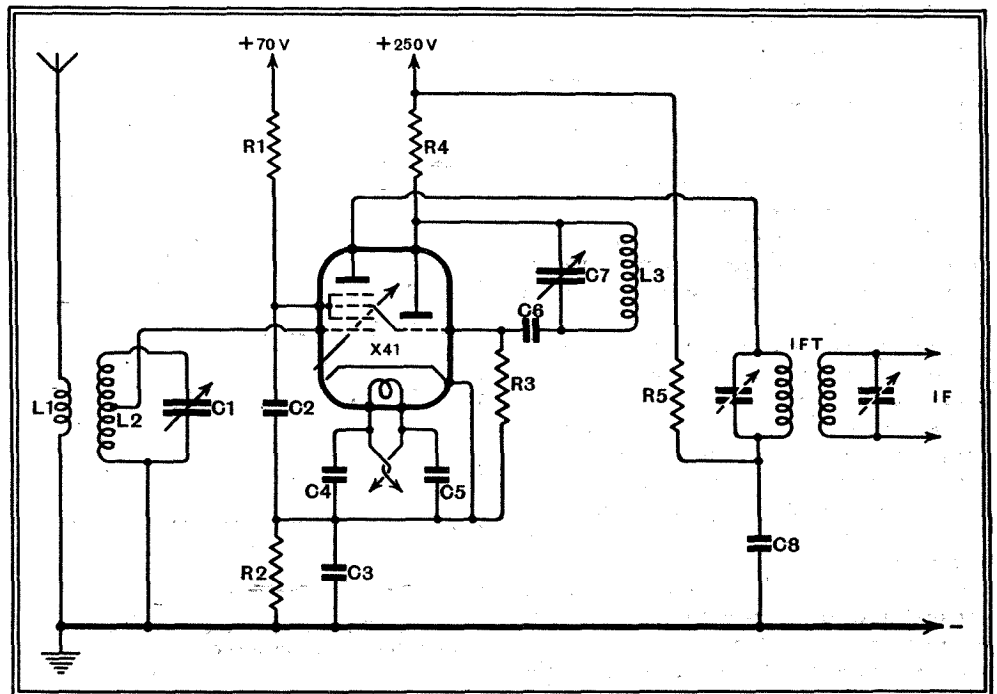 +70 V +250 V
R1 R4
C7 L3
C6
X41
IFT
L1 L2 C1 C2 R3 R5 IF
C4 C5
C8
R2 C3
-